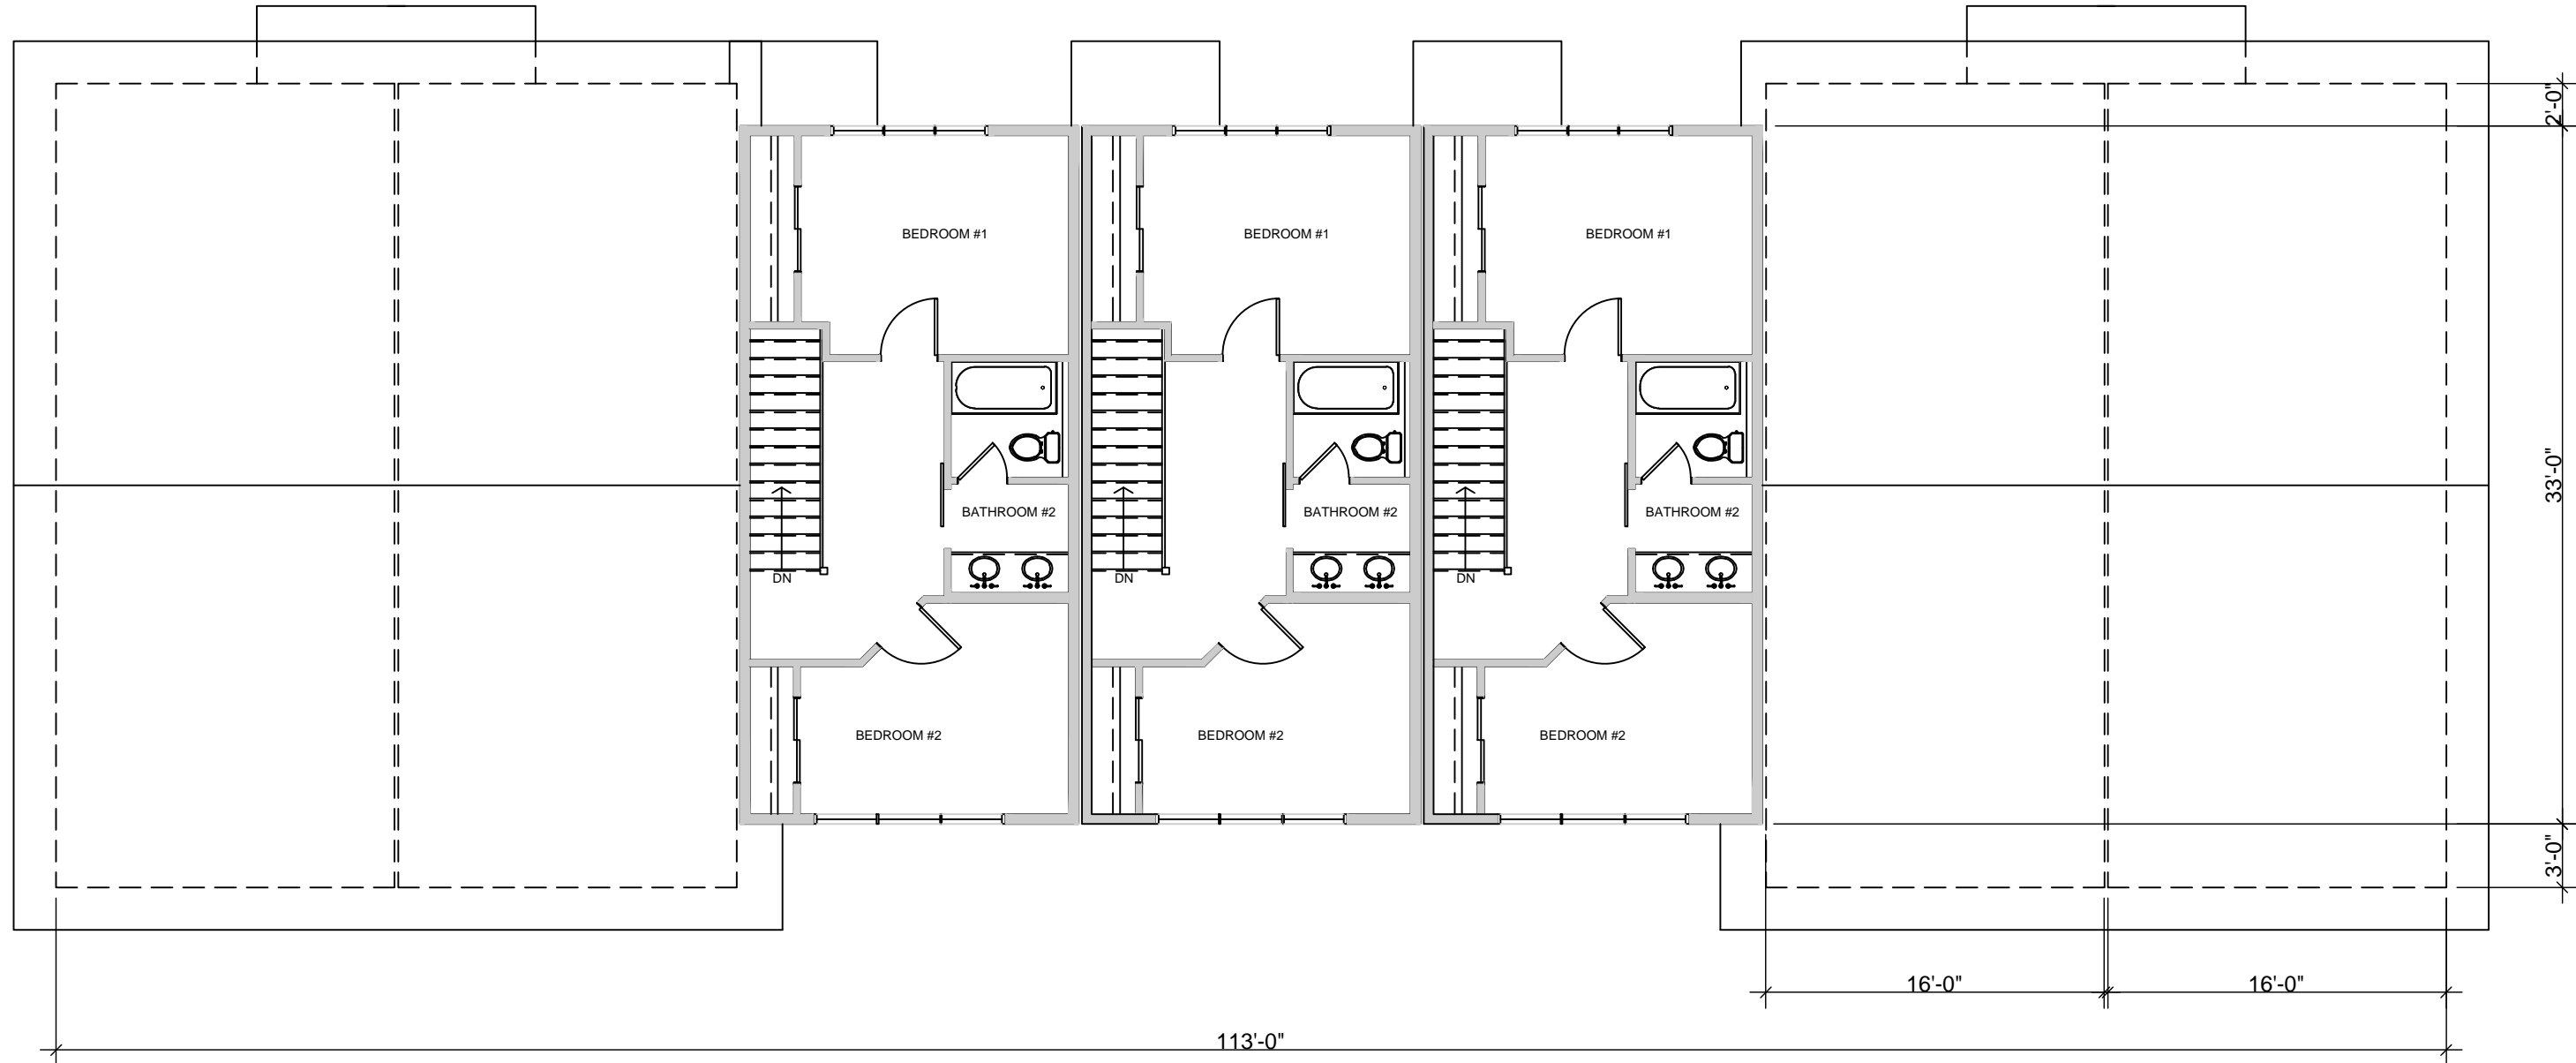 2'-0"
BEDROOM #1 BEDROOM #1 BEDROOM #1
33'-0"
BATHROOM #2 BATHROOM #2 BATHROOM #2
DN DN DN
BEDROOM #2 BEDROOM #2 BEDROOM #2
3'-0"
16'-0" 16'-0"
113'-0"